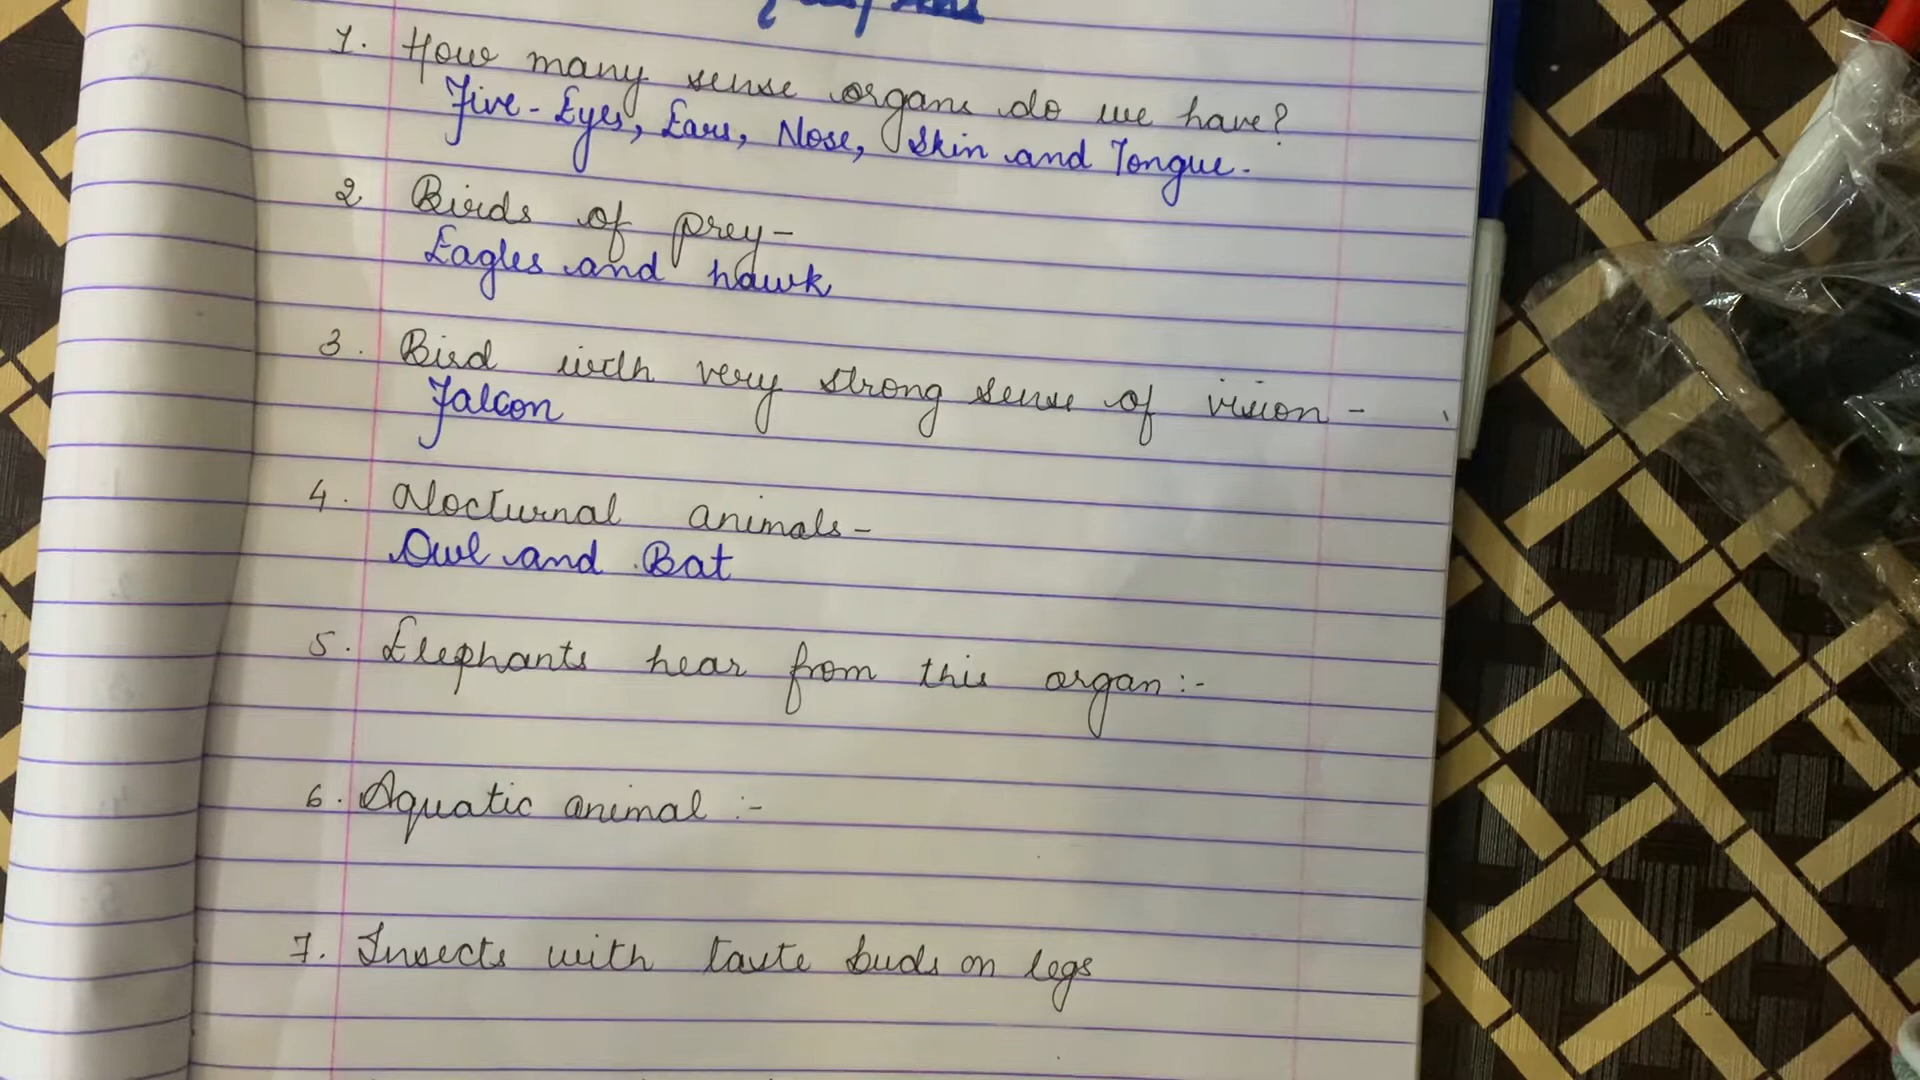 1. How many sense organs do we have?
Five-Eyes, Ears, Nose, Skin and Tongue.
2 Birds of prey-
Eagles and hawk
3. Bird with very strong sense of vision -
Falcon
4. Nocturnal animals-
Owl and Bat
5. Elephants hear from this organ:-
6. Aquatic animal :-
7. Insects with taste buds on legs